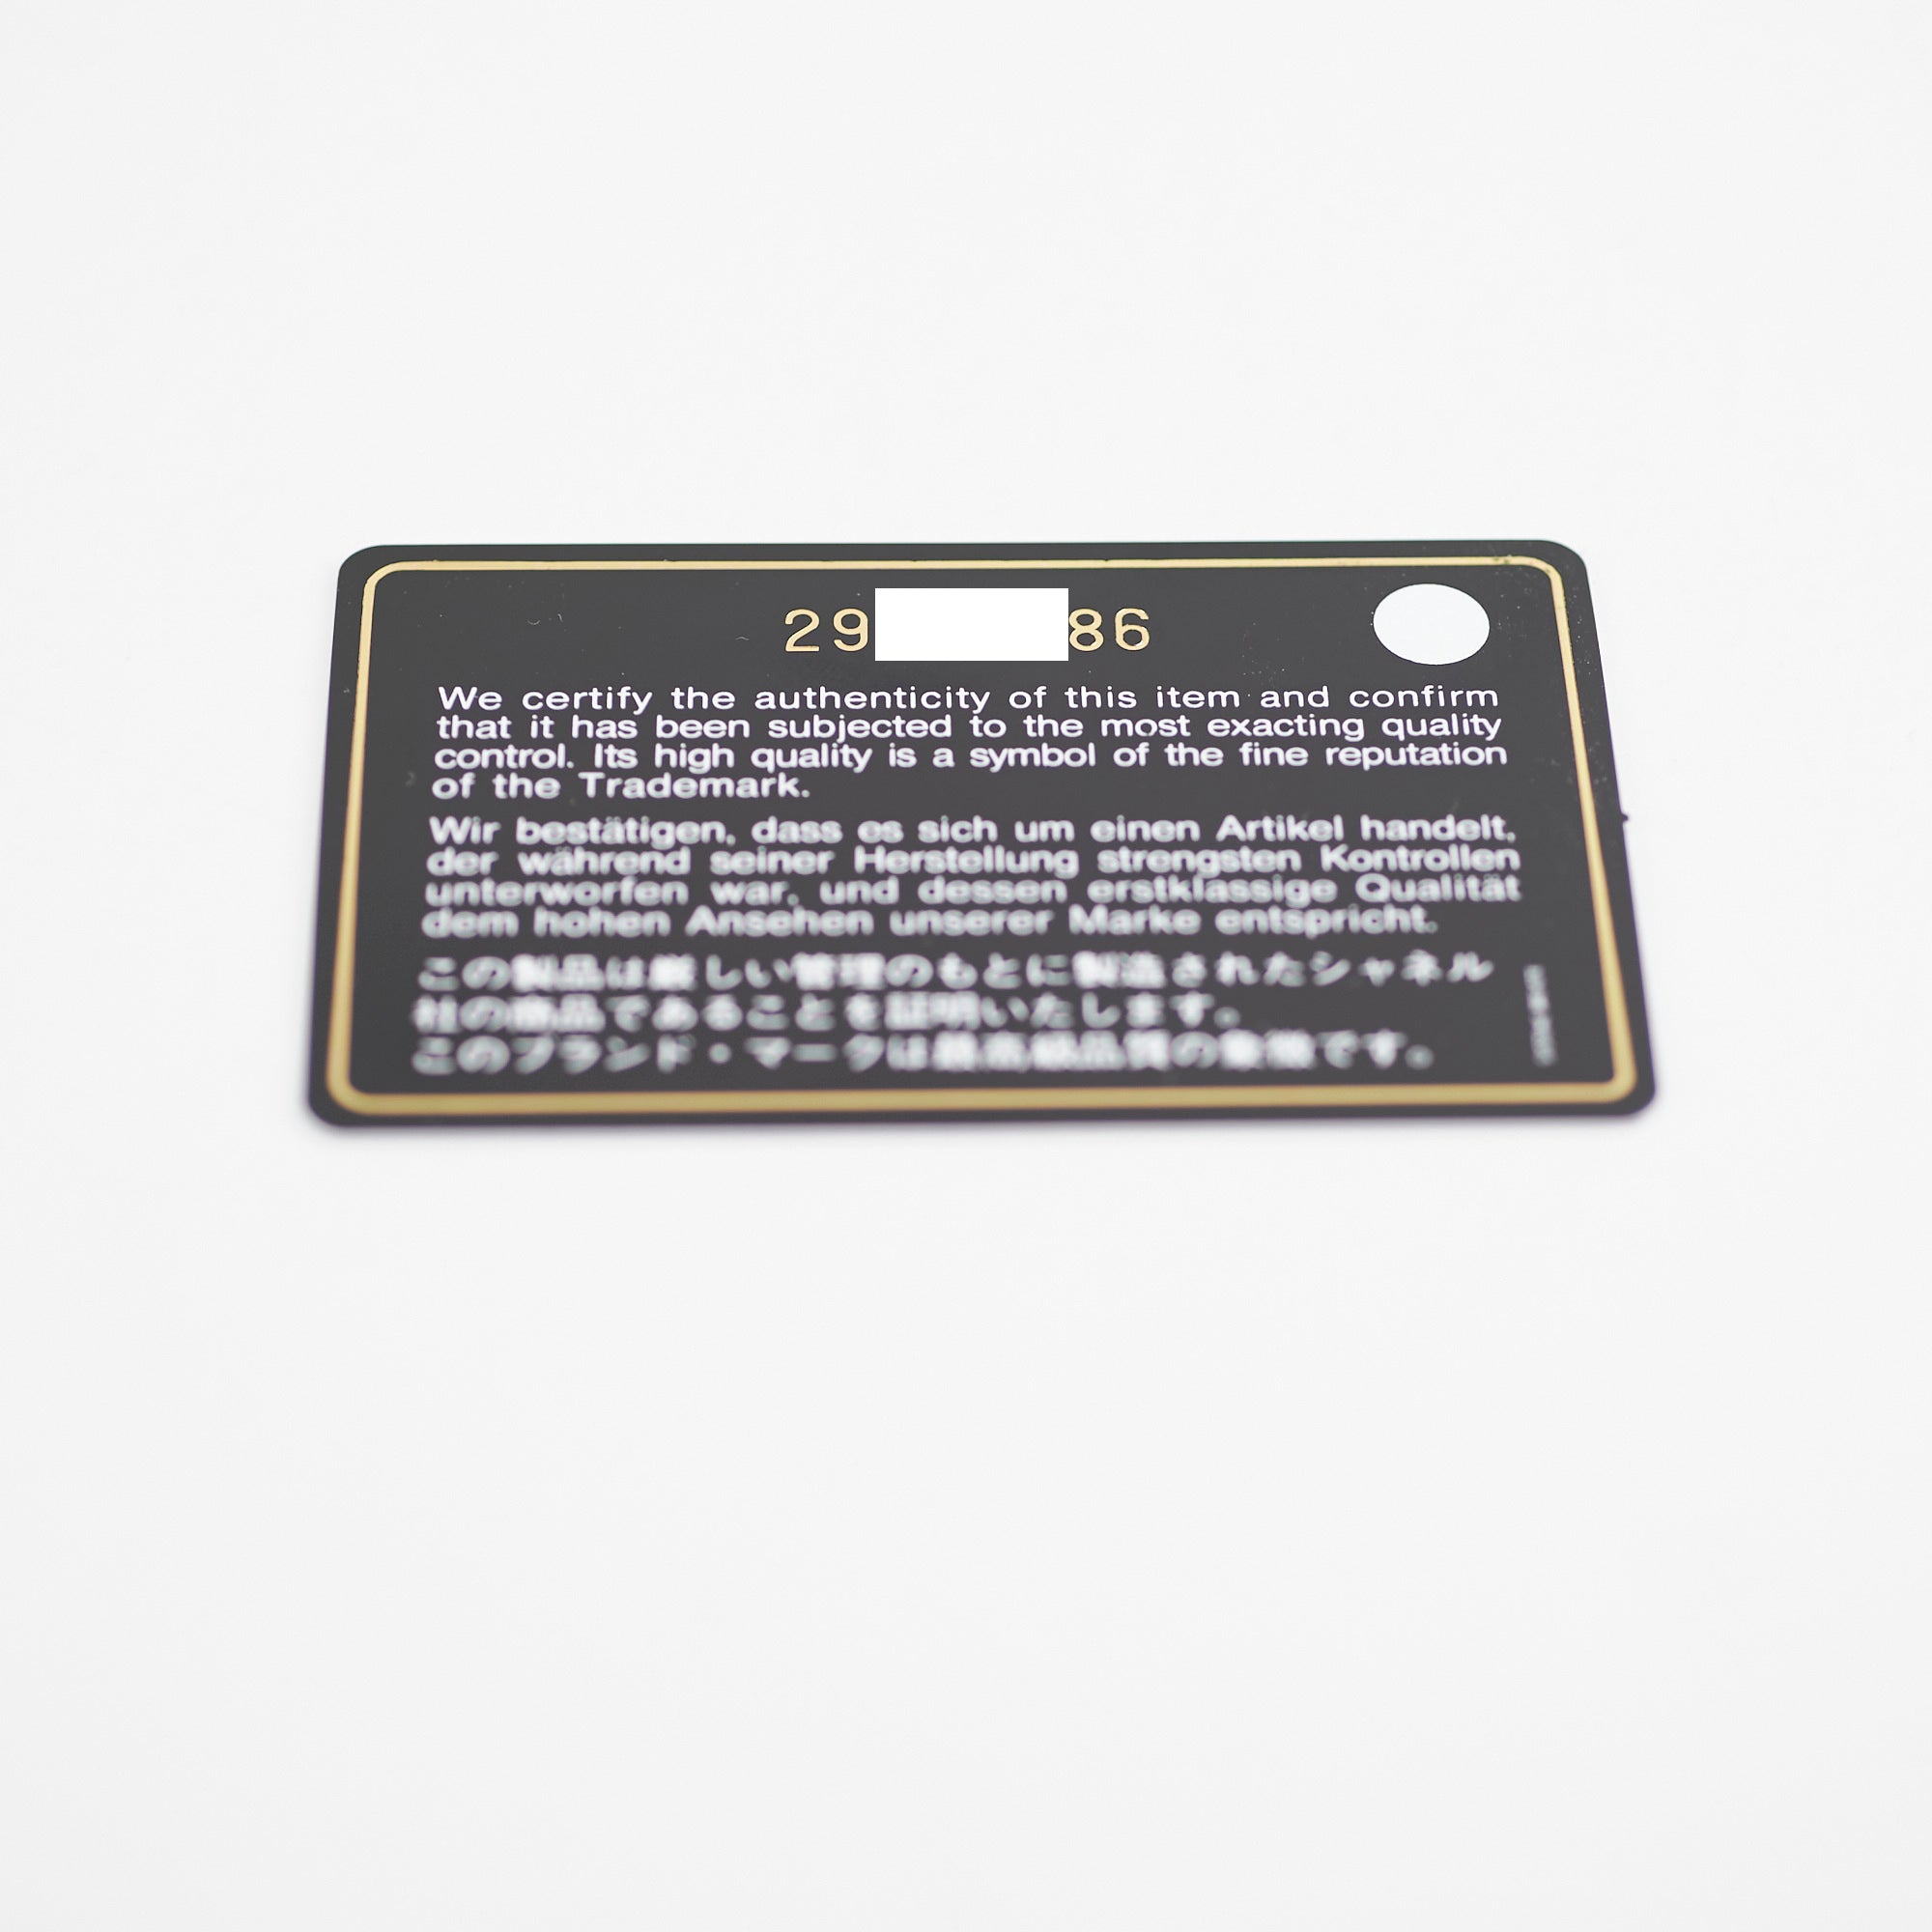 29 86
We certify the authenticity of this item and confirm
that it has been subjected to the most exacting quality
control. Its high quality is a symbol of the fine reputation
of the Trademark.
Wir bestätigen, dass es sich um einen Artikel handelt,
der während seiner Herstellung strengsten Kontrollen
unterworfen war, und dessen erstklassige Qualität
dem hohen Ansehen unserer Marke entspricht.
この製品は厳しい管理のもとに製造されたシャネル
社の商品であることを証明いたします。
このブランド・マークは最高級品質の象徴です。